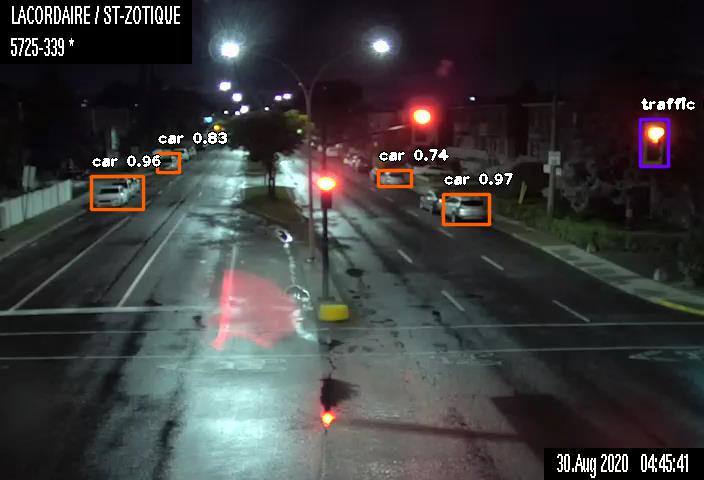 LACORDAIRE / ST-ZOTIQUE
5725-339 *
traffic
car 0.83
car 0.96
car 0.74
car 0.97
30.Aug 2020 04:45:41